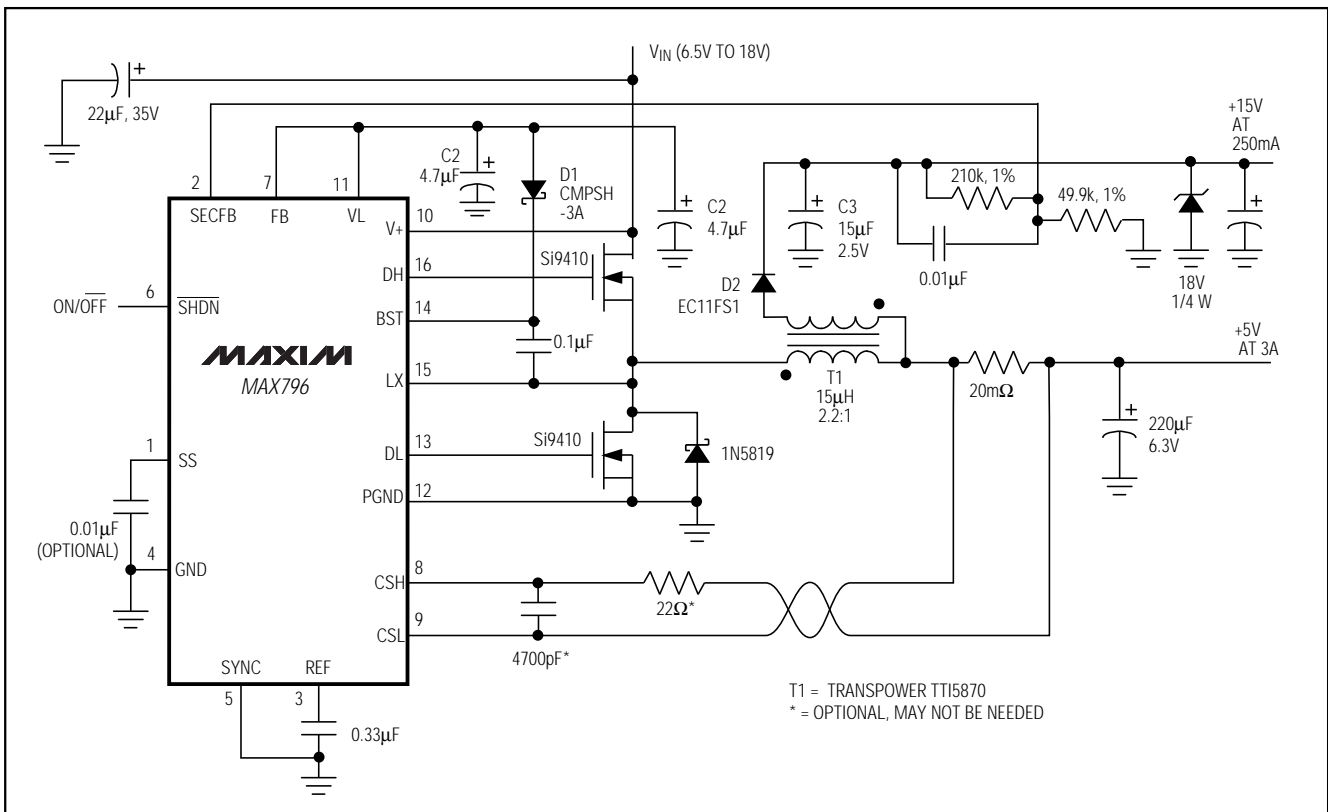 VIN (6.5V TO 18V)
22μF, 35V
+15V
AT
250mA
C2
4.7μF
D1
CMPSH
-3A
210k, 1%
49.9k, 1%
2
7
11
SECFB
FB
VL
10
V+
C2
4.7μF
C3
15μF
2.5V
0.01μF
18V
1/4 W
Si9410
16
DH
D2
EC11FS1
ON/OFF
6
SHDN
14
BST
0.1μF
MAXIM
MAX796
+5V
AT 3A
15
LX
T1
15μH
2.2:1
20mΩ
220μF
6.3V
1
SS
Si9410
13
DL
1N5819
12
PGND
0.01μF
(OPTIONAL)
4
GND
8
CSH
22Ω*
9
CSL
4700pF*
SYNC
REF
5
3
0.33μF
T1 = TRANSPOWER TTI5870
* = OPTIONAL, MAY NOT BE NEEDED